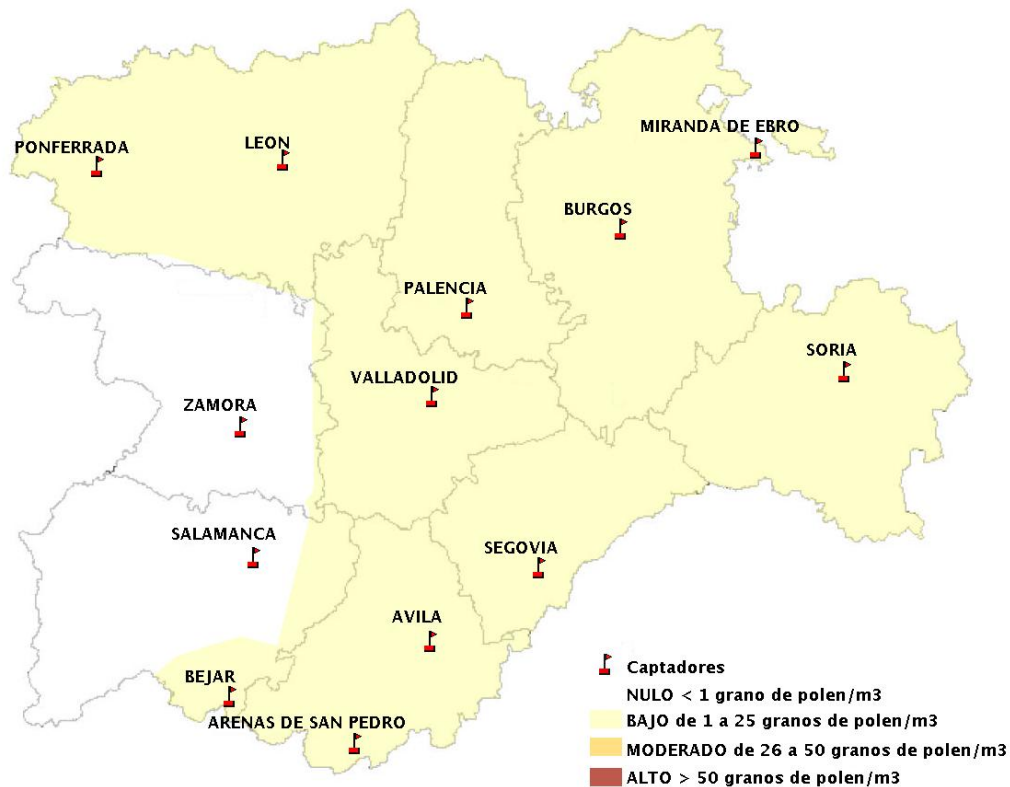 MIRANDA DE EBRO
PONFERRADA
LEON
BURGOS
PALENCIA
SORIA
VALLADOLID
ZAMORA
SALAMANCA
SEGOVIA
AVILA
BEJAR
ARENAS DE SAN PEDRO
Captadores
NULO < 1 grano de polen/m3
BAJO de 1 a 25 granos de polen/m3
MODERADO de 26 a 50 granos de polen/m3
ALTO > 50 granos de polen/m3